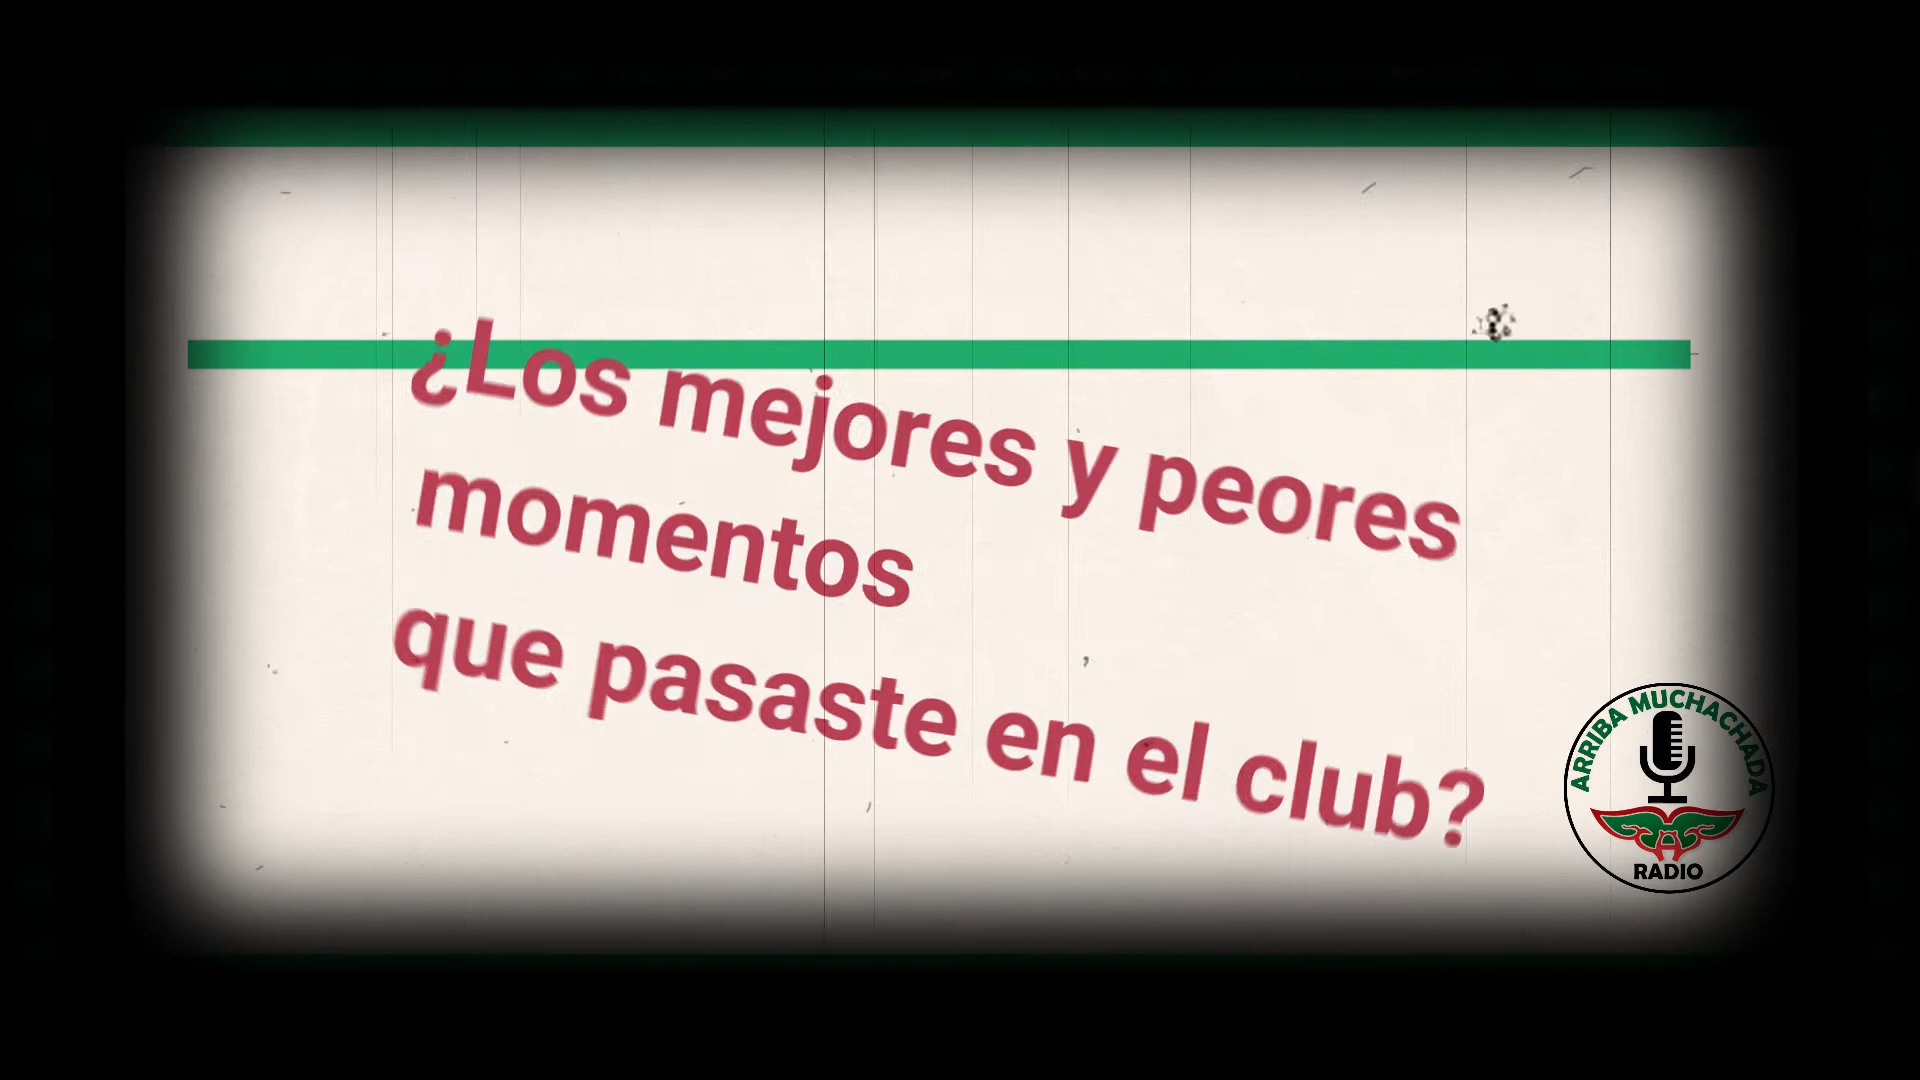 ¿Los mejores y peores
momentos
que pasaste en el club?
ARRIBA MUCHACHADA
RADIO